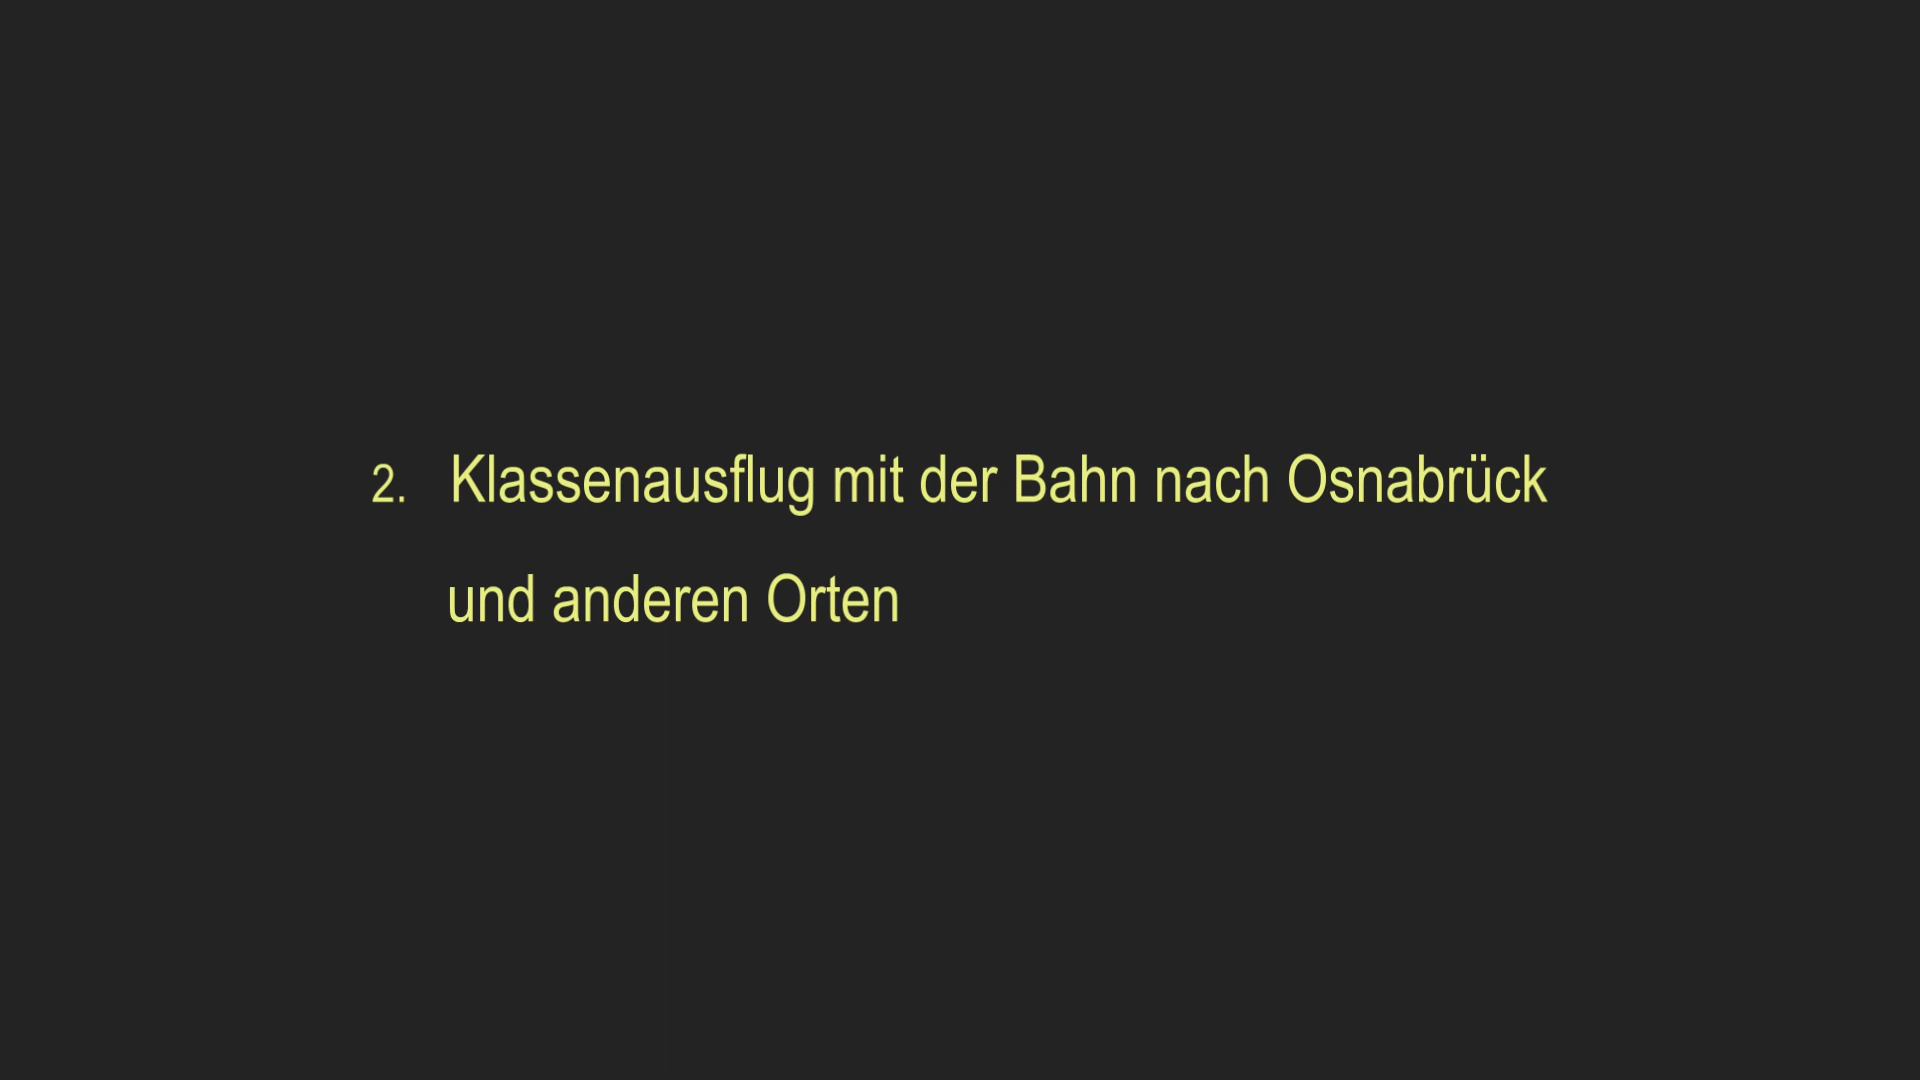 2. Klassenausflug mit der Bahn nach Osnabrück
und anderen Orten